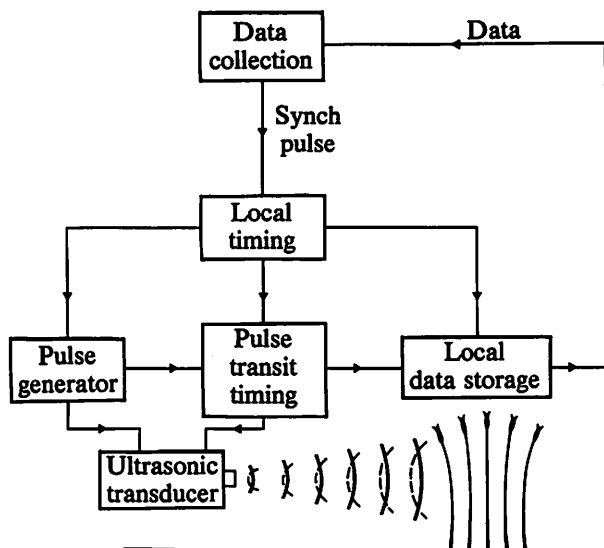 Data
collection
Data
Synch
pulse
Local
timing
Pulse
generator
Pulse
transit
timing
Local
data storage
Ultrasonic
transducer